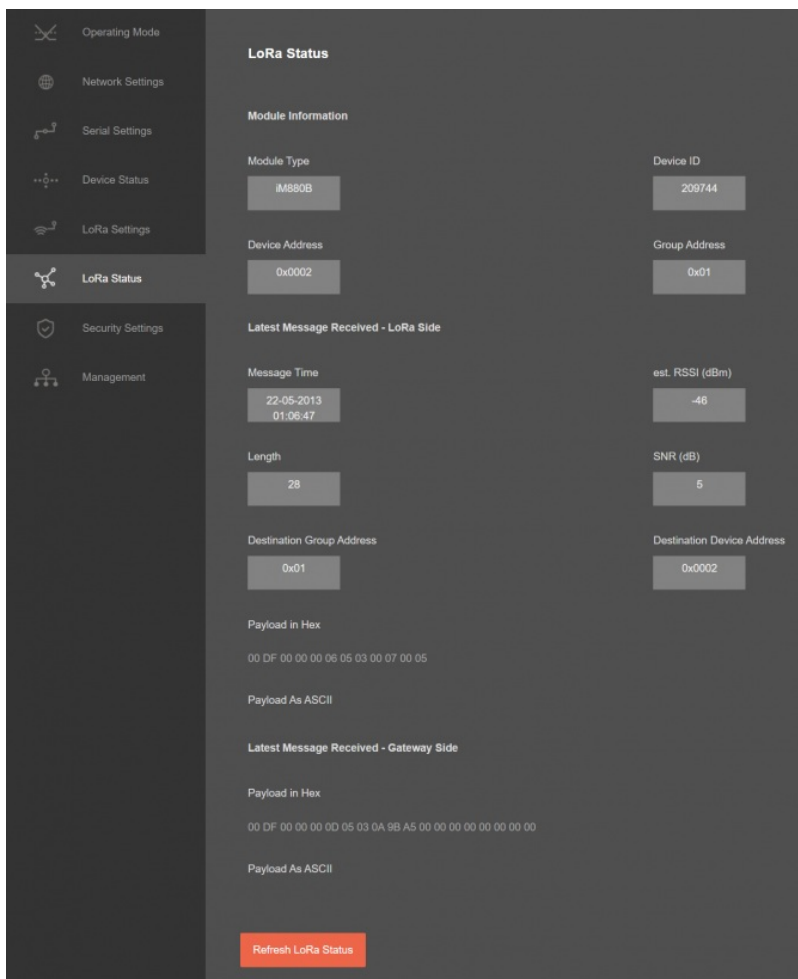 Operating Mode
Network Settings
Serial Settings
Device Status
LoRa Settings
LoRa Status
Security Settings
Management
LoRa Status
Module Information
Module Type
Device ID
iM880B
209744
Device Address
Group Address
0x0002
0x01
Latest Message Received - LoRa Side
Message Time
est. RSSI (dBm)
22-05-2013
01:06:47
-46
Length
SNR (dB)
28
5
Destination Group Address
Destination Device Address
0x01
0x0002
Payload in Hex
00 DF 00 00 00 06 05 03 00 07 00 05
Payload As ASCII
Latest Message Received - Gateway Side
Payload in Hex
00 DF 00 00 00 0D 05 03 0A 9B A5 00 00 00 00 00 00 00 00
Payload As ASCII
Refresh LoRa Status